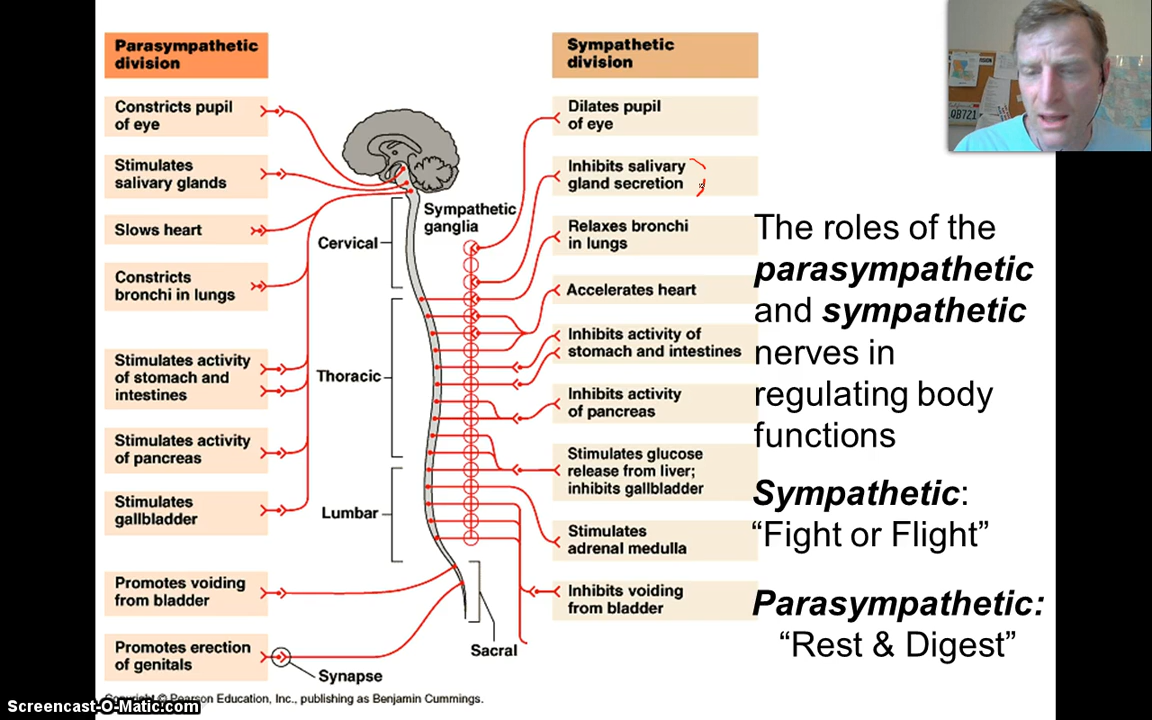 Parasympathetic
division
Constricts pupil
of eye
Stimulates
salivary glands
Slows heart
Constricts
bronchi in lungs
Stimulates activity
of stomach and
intestines
Stimulates activity
of pancreas
Stimulates
gallbladder
Promotes voiding
from bladder
Promotes erection
of genitals
Sympathetic
ganglia
Cervical
Thoracic
Lumbar
Sacral
Synapse
Sympathetic
division
Dilates pupil
of eye
Inhibits salivary
gland secretion
Relaxes bronchi
in lungs
Accelerates heart
Inhibits activity of
stomach and intestines
Inhibits activity
of pancreas
Stimulates glucose
release from liver;
inhibits gallbladder
Stimulates
adrenal medulla
Inhibits voiding
from bladder
The roles of the
parasympathetic
and sympathetic
nerves in
regulating body
functions
Sympathetic:
“Fight or Flight”
Parasympathetic:
“Rest & Digest”
Copyright © Pearson Education, Inc., publishing as Benjamin Cummings.
Screencast-O-Matic.com